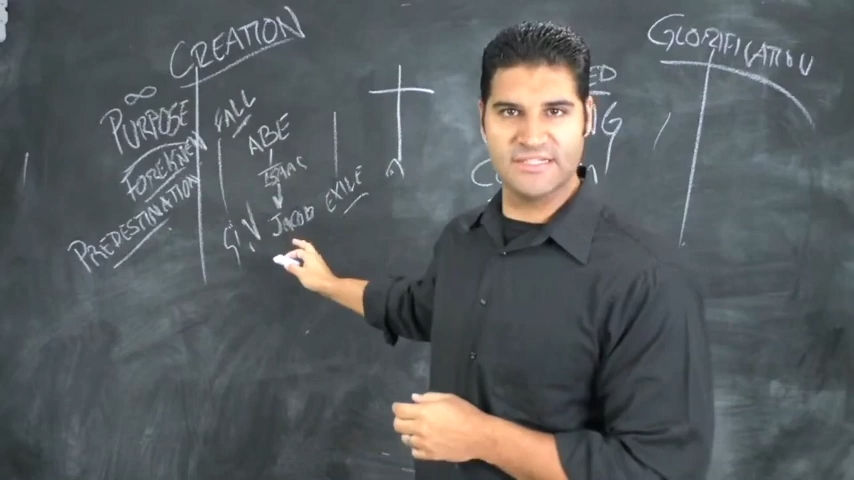 CREATION
∞
PURPOSE
FOREKNEW
PREDESTINATION
FALL
ABE
ISAAC
JACOB
EXILE
GLORIFICATION